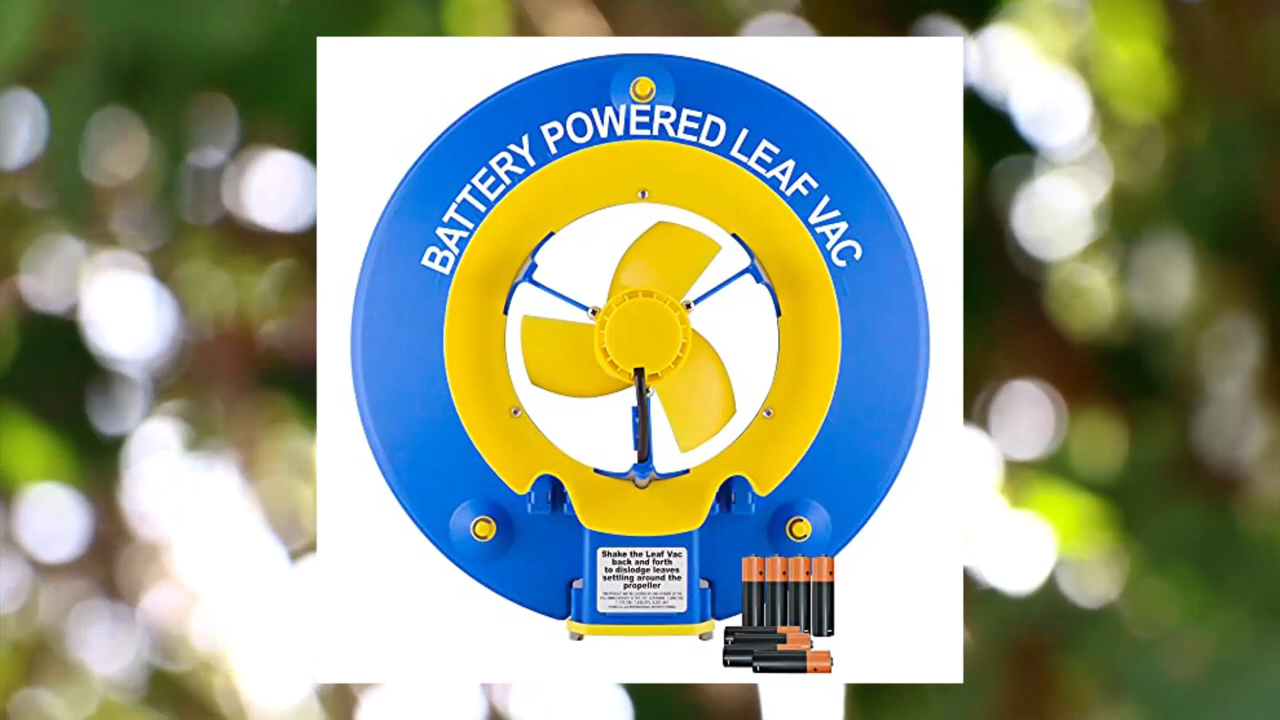 BATTERY POWERED LEAF VAC
Shake the Leaf Vac
back and forth
to dislodge leaves
settling around the
propeller